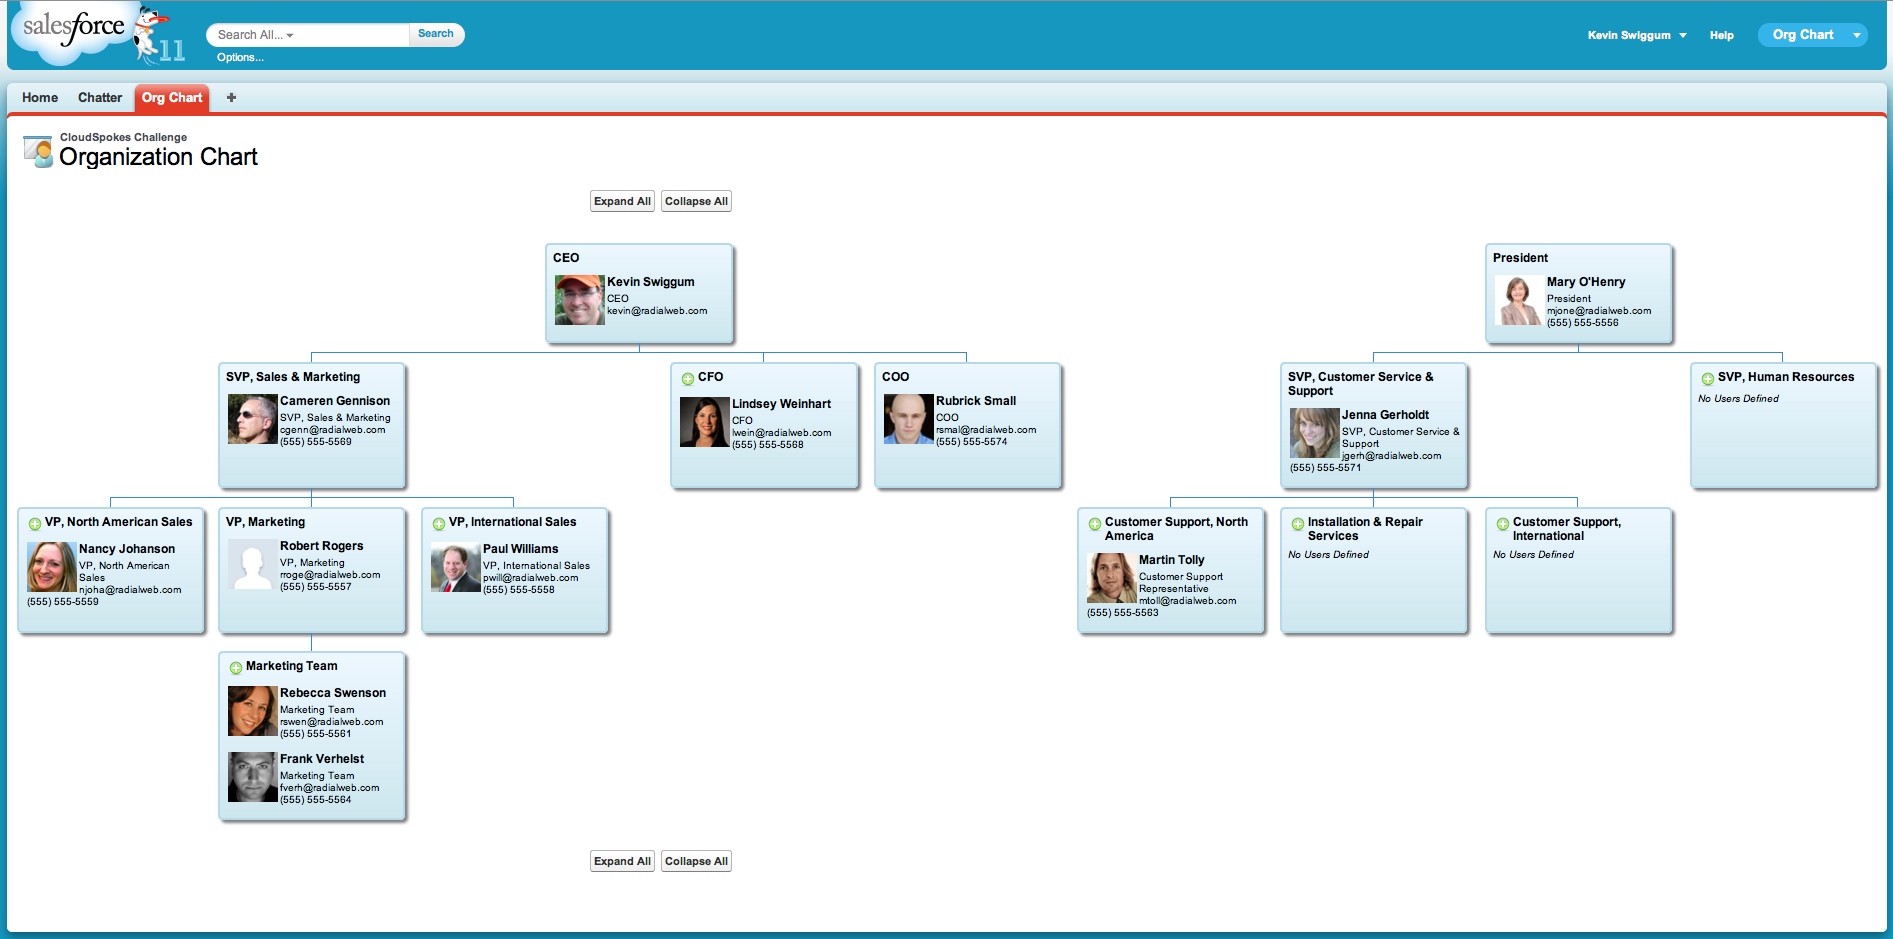 salesforce
11
Search All...
Search
Options...
Kevin Swiggum
Help
Org Chart
Home
Chatter
Org Chart
CloudSpokes Challenge
Organization Chart
Expand All
Collapse All
CEO
Kevin Swiggum
CEO
kevin@radialweb.com
President
Mary O'Henry
President
mjone@radialweb.com
(555) 555-5556
SVP, Sales & Marketing
Cameren Gennison
SVP, Sales & Marketing
cgenn@radialweb.com
(555) 555-5569
CFO
Lindsey Weinhart
CFO
lwein@radialweb.com
(555) 555-5568
COO
Rubrick Small
COO
rsmal@radialweb.com
(555) 555-5574
SVP, Customer Service &
Support
Jenna Gerholdt
SVP, Customer Service &
Support
jgerh@radialweb.com
(555) 555-5571
SVP, Human Resources
No Users Defined
VP, North American Sales
Nancy Johanson
VP, North American
Sales
njoha@radialweb.com
(555) 555-5559
VP, Marketing
Robert Rogers
VP, Marketing
rroge@radialweb.com
(555) 555-5557
VP, International Sales
Paul Williams
VP, International Sales
pwill@radialweb.com
(555) 555-5558
Customer Support, North
America
Martin Tolly
Customer Support
Representative
mtoll@radialweb.com
(555) 555-5563
Installation & Repair
Services
No Users Defined
Customer Support,
International
No Users Defined
Marketing Team
Rebecca Swenson
Marketing Team
rswen@radialweb.com
(555) 555-5561
Frank Verhelst
Marketing Team
fverh@radialweb.com
(555) 555-5564
Expand All
Collapse All